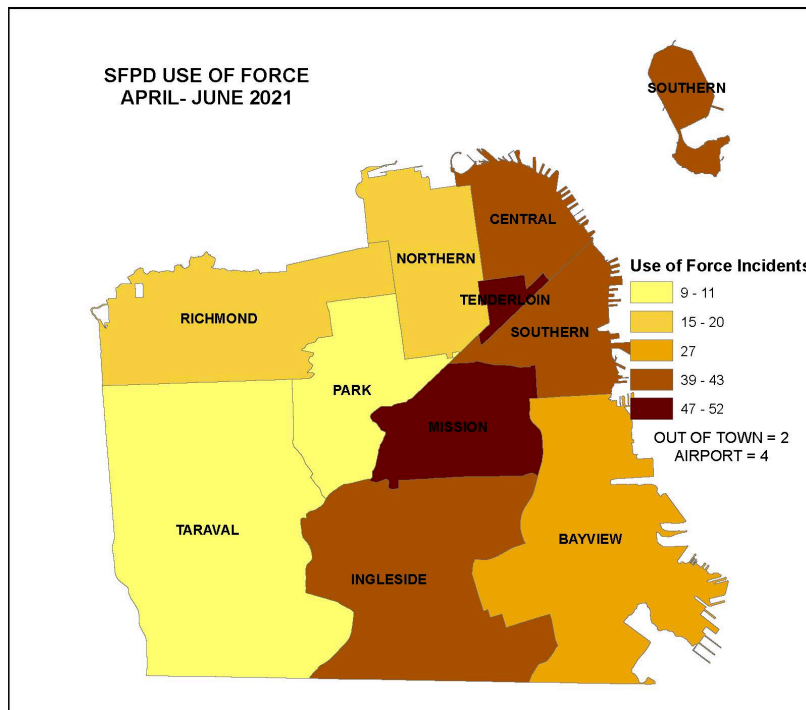 SFPD USE OF FORCE
APRIL- JUNE 2021
SOUTHERN
CENTRAL
NORTHERN
Use of Force Incidents
9 - 11
TENDERLOIN
15 - 20
RICHMOND
SOUTHERN
27
PARK
39 - 43
47 - 52
MISSION
OUT OF TOWN = 2
AIRPORT = 4
TARAVAL
BAYVIEW
INGLESIDE